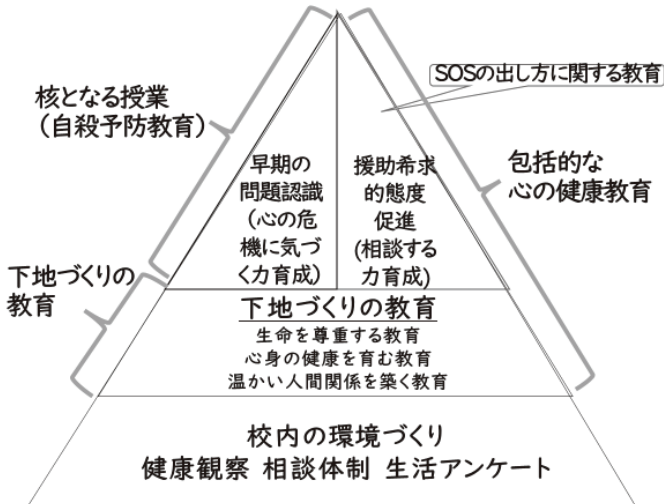 SOSの出し方に関する教育
核となる授業
（自殺予防教育）
早期の
問題認識
(心の危
機に気づ
く力育成)
援助希求
的態度
促進
(相談する
力育成)
包括的な
心の健康教育
下地づくりの
教育
下地づくりの教育
生命を尊重する教育
心身の健康を育む教育
温かい人間関係を築く教育
校内の環境づくり
健康観察 相談体制 生活アンケート